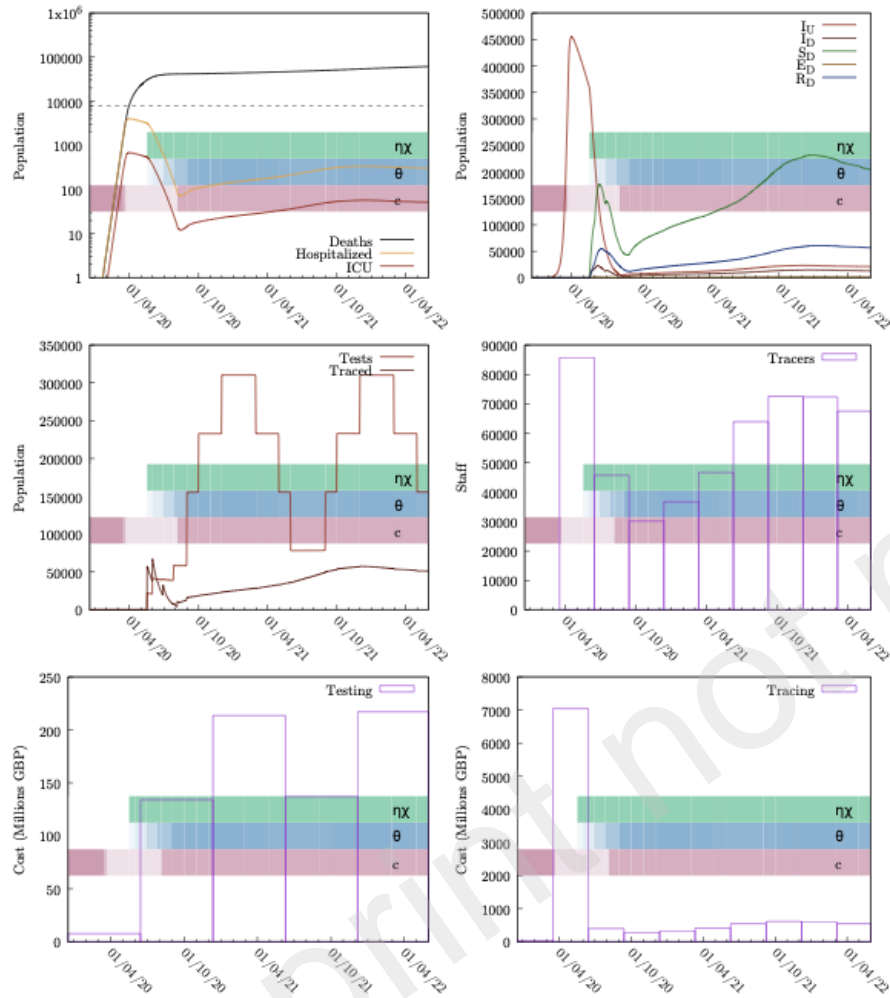 1x10^6
100000
10000
1000
100
10
1
Population
ηχ
θ
c
Deaths
Hospitalized
ICU
01/04/20
01/10/20
01/04/21
01/10/21
01/04/22
500000
450000
400000
350000
300000
250000
200000
150000
100000
50000
0
Population
I_U
I_D
S_D
E_D
R_D
ηχ
θ
c
01/04/20
01/10/20
01/04/21
01/10/21
01/04/22
350000
300000
250000
200000
150000
100000
50000
0
Population
Tests
Traced
ηχ
θ
c
01/04/20
01/10/20
01/04/21
01/10/21
01/04/22
90000
80000
70000
60000
50000
40000
30000
20000
10000
0
Staff
Tracers
ηχ
θ
c
01/04/20
01/10/20
01/04/21
01/10/21
01/04/22
250
200
150
100
50
0
Cost (Millions GBP)
Testing
ηχ
θ
c
01/04/20
01/10/20
01/04/21
01/10/21
01/04/22
8000
7000
6000
5000
4000
3000
2000
1000
0
Cost (Millions GBP)
Tracing
ηχ
θ
c
01/04/20
01/10/20
01/04/21
01/10/21
01/04/22
print not